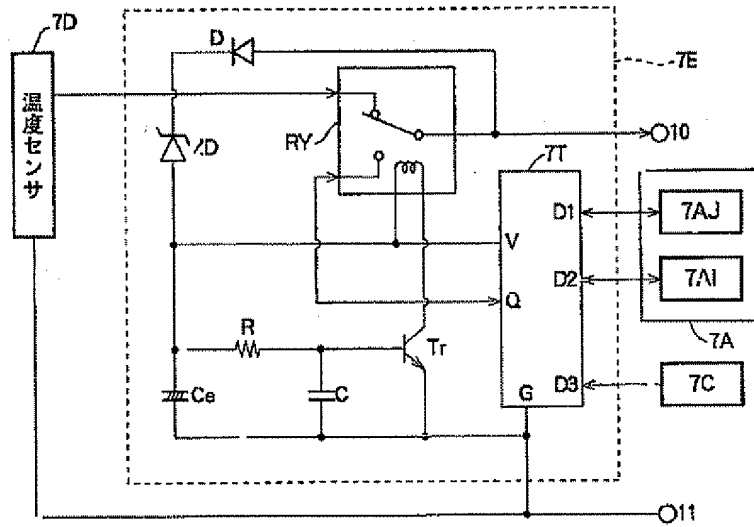 7D
D
7E
温度センサ
ZD
RY
10
7T
D1
7AJ
V
D2
7AI
Q
7A
R
Tr
D3
7C
G
Ce
C
11